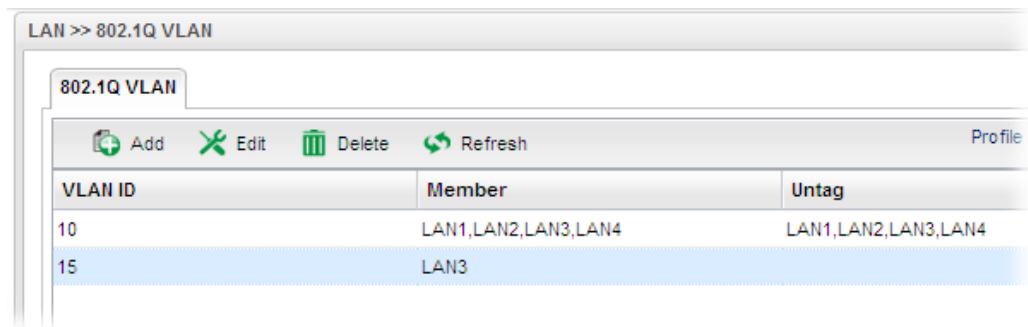 LAN >> 802.1Q VLAN
802.1Q VLAN
Add Edit Delete Refresh Profile
VLAN ID Member Untag
10 LAN1,LAN2,LAN3,LAN4 LAN1,LAN2,LAN3,LAN4
15 LAN3